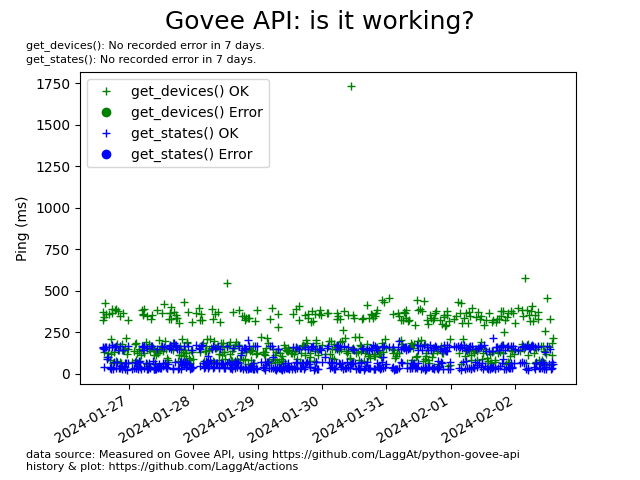 Govee API: is it working?
get_devices(): No recorded error in 7 days.
get_states(): No recorded error in 7 days.
get_devices() OK
get_devices() Error
get_states() OK
get_states() Error
Ping (ms)
1750
1500
1250
1000
750
500
250
0
2024-01-27
2024-01-28
2024-01-29
2024-01-30
2024-01-31
2024-02-01
2024-02-02
data source: Measured on Govee API, using https://github.com/LaggAt/python-govee-api
history & plot: https://github.com/LaggAt/actions